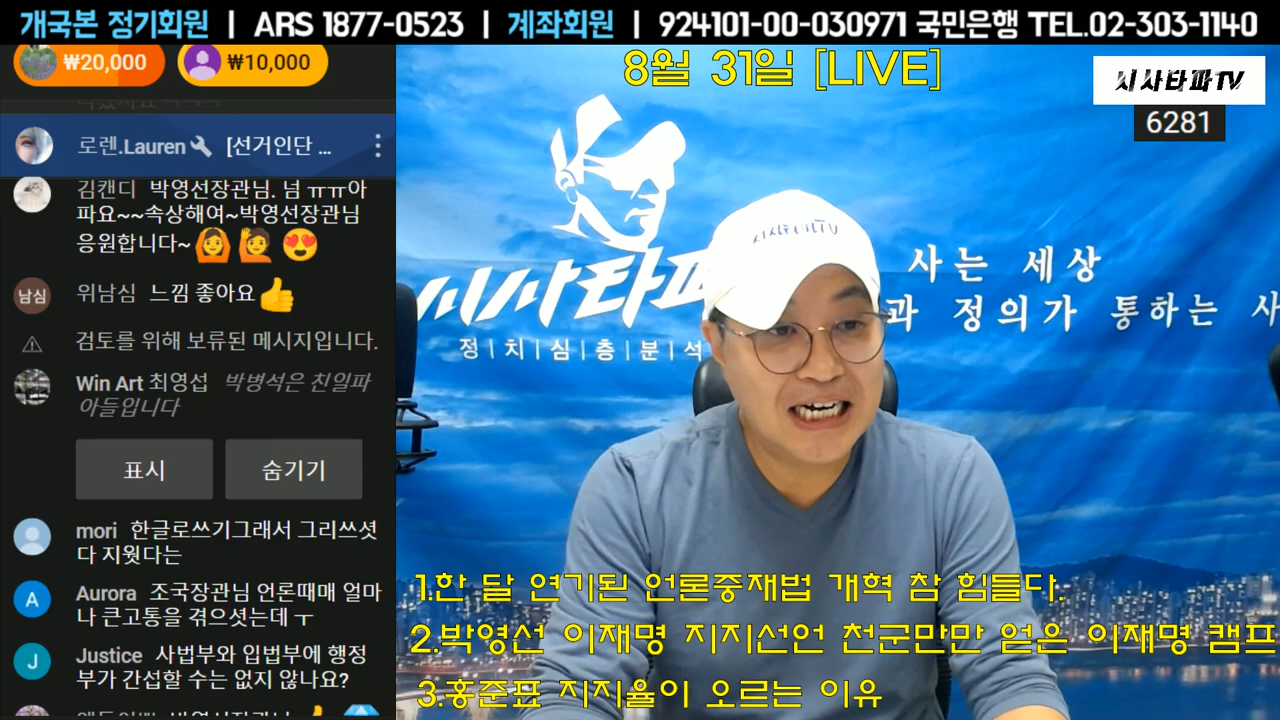 개국본 정기회원 | ARS 1877-0523 | 계좌회원 | 924101-00-030971 국민은행 TEL.02-303-1140
₩20,000 ₩10,000
로렌.Lauren [선거인단 ...
김캔디 박영선장관님. 넘 ㅠㅠ아
파요~~속상해여~박영선장관님
응원합니다~
남심 위남심 느낌 좋아요
검토를 위해 보류된 메시지입니다.
Win Art 최영섭 박병석은 친일파
아들입니다
표시 숨기기
mori 한글로쓰기그래서 그리쓰셧
다 지웟다는
A Aurora 조국장관님 언론때매 얼마
나 큰고통을 겪으셧는데 ㅜ
J Justice 사법부와 입법부에 행정
부가 간섭할 수는 없지 않나요?
8월 31일 [LIVE]
시사타파TV
6281
시사타파TV
시사타파
정|치|심|층|분|석
사는 세상
과 정의가 통하는 사
1.한 달 연기된 언론중재법 개혁 참 힘들다.
2.박영선 이재명 지지선언 천군만만 얻은 이재명 캠프
3.홍준표 지지율이 오르는 이유